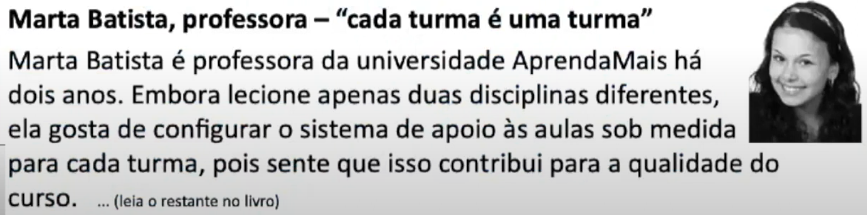 Marta Batista, professora – “cada turma é uma turma”
Marta Batista é professora da universidade AprendaMais há
dois anos. Embora lecione apenas duas disciplinas diferentes,
ela gosta de configurar o sistema de apoio às aulas sob medida
para cada turma, pois sente que isso contribui para a qualidade do
curso. ... (leia o restante no livro)